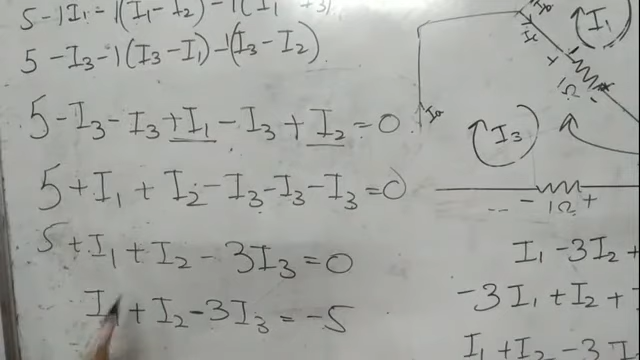 5-1I₁-1(I₁-I₂)-1(I₁
5-I₃-1(I₃-I₁)-1(I₃-I₂)
5-I₃-I₃+I₁-I₃+I₂=0
5+I₁+I₂-I₃-I₃-I₃=0
5+I₁+I₂-3I₃=0
I₁+I₂-3I₃=-5
I₁
+
1Ω
-
I₃
- 1Ω +
I₁-3I₂+
-3I₁+I₂+
I₁+I₂-3I